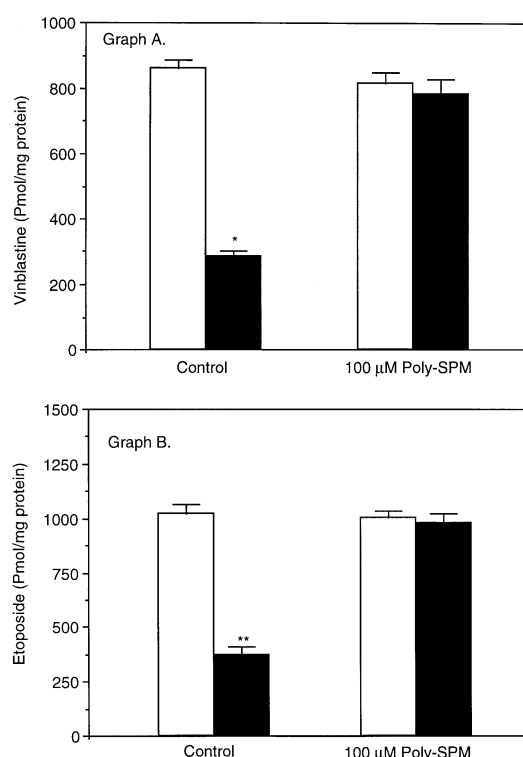 Graph A.
Vinblastine (Pmol/mg protein)
1000
800
600
400
200
0
*
Control
100 µM Poly-SPM
Graph B.
Etoposide (Pmol/mg protein)
1500
1250
1000
750
500
250
0
**
Control
100 µM Poly-SPM